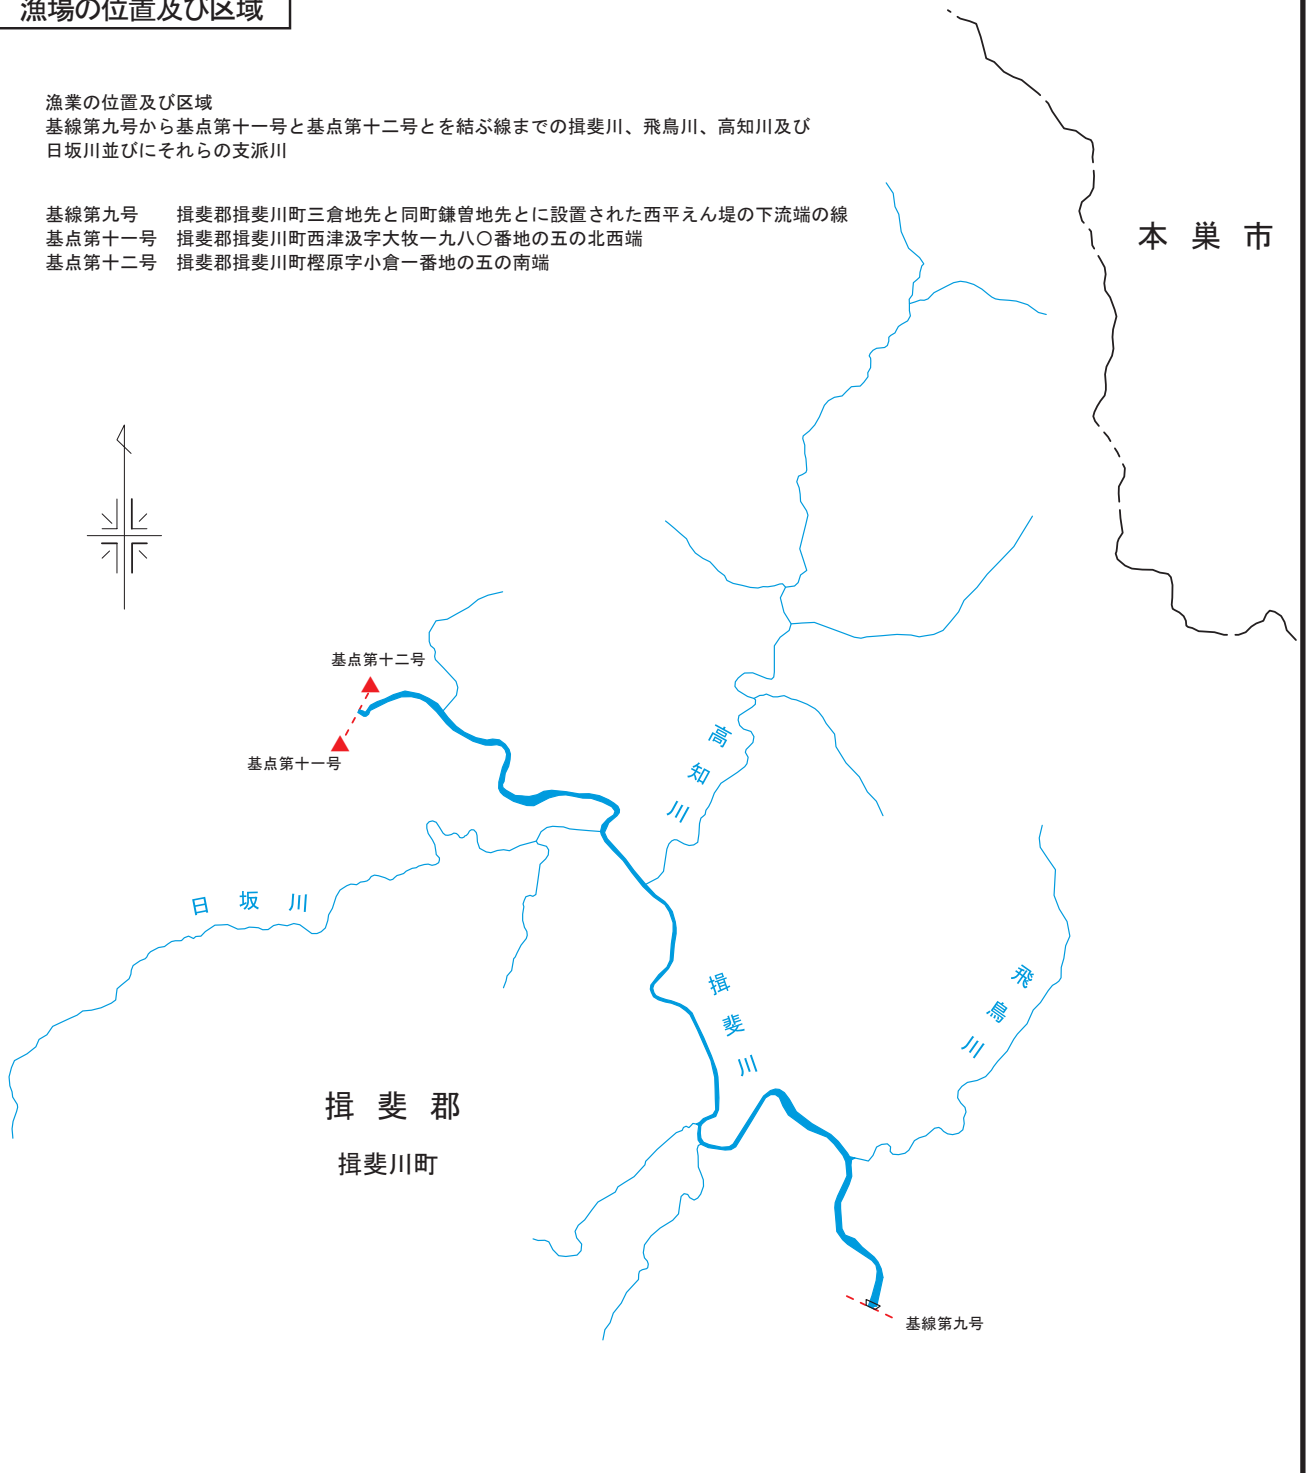 漁場の位置及び区域
漁業の位置及び区域
基線第九号から基点第十一号と基点第十二号とを結ぶ線までの揖斐川、飛鳥川、高知川及び
日坂川並びにそれらの支派川
基線第九号　揖斐郡揖斐川町三倉地先と同町鎌曽地先とに設置された西平えん堤の下流端の線
基点第十一号　揖斐郡揖斐川町西津汲字大牧一九八〇番地の五の北西端
基点第十二号　揖斐郡揖斐川町樫原字小倉一番地の五の南端
本巣市
基点第十二号
基点第十一号
高知川
日坂川
揖斐川
飛鳥川
揖斐郡
揖斐川町
基線第九号